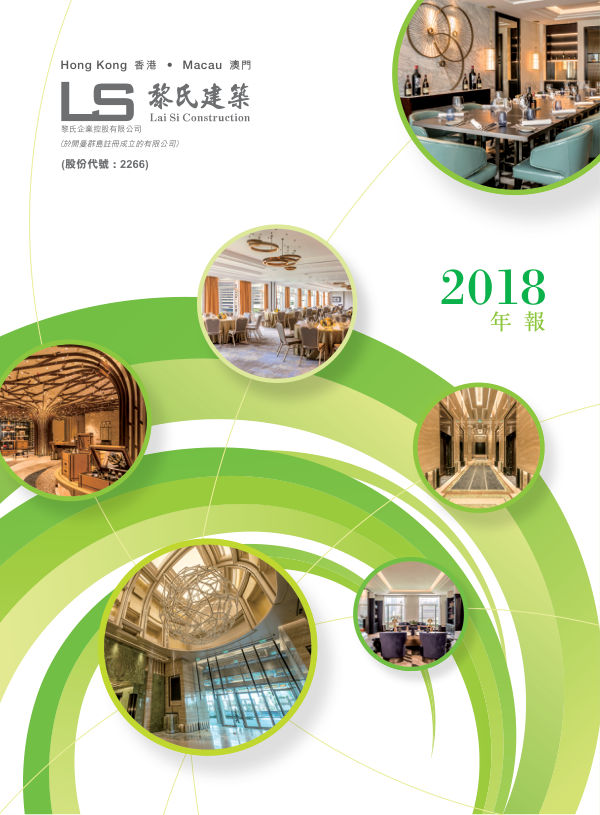 Hong Kong 香港 • Macau 澳門
LS 黎氏建築
Lai Si Construction
黎氏企業控股有限公司
(於開曼群島註冊成立的有限公司)
(股份代號：2266)
2018
年報